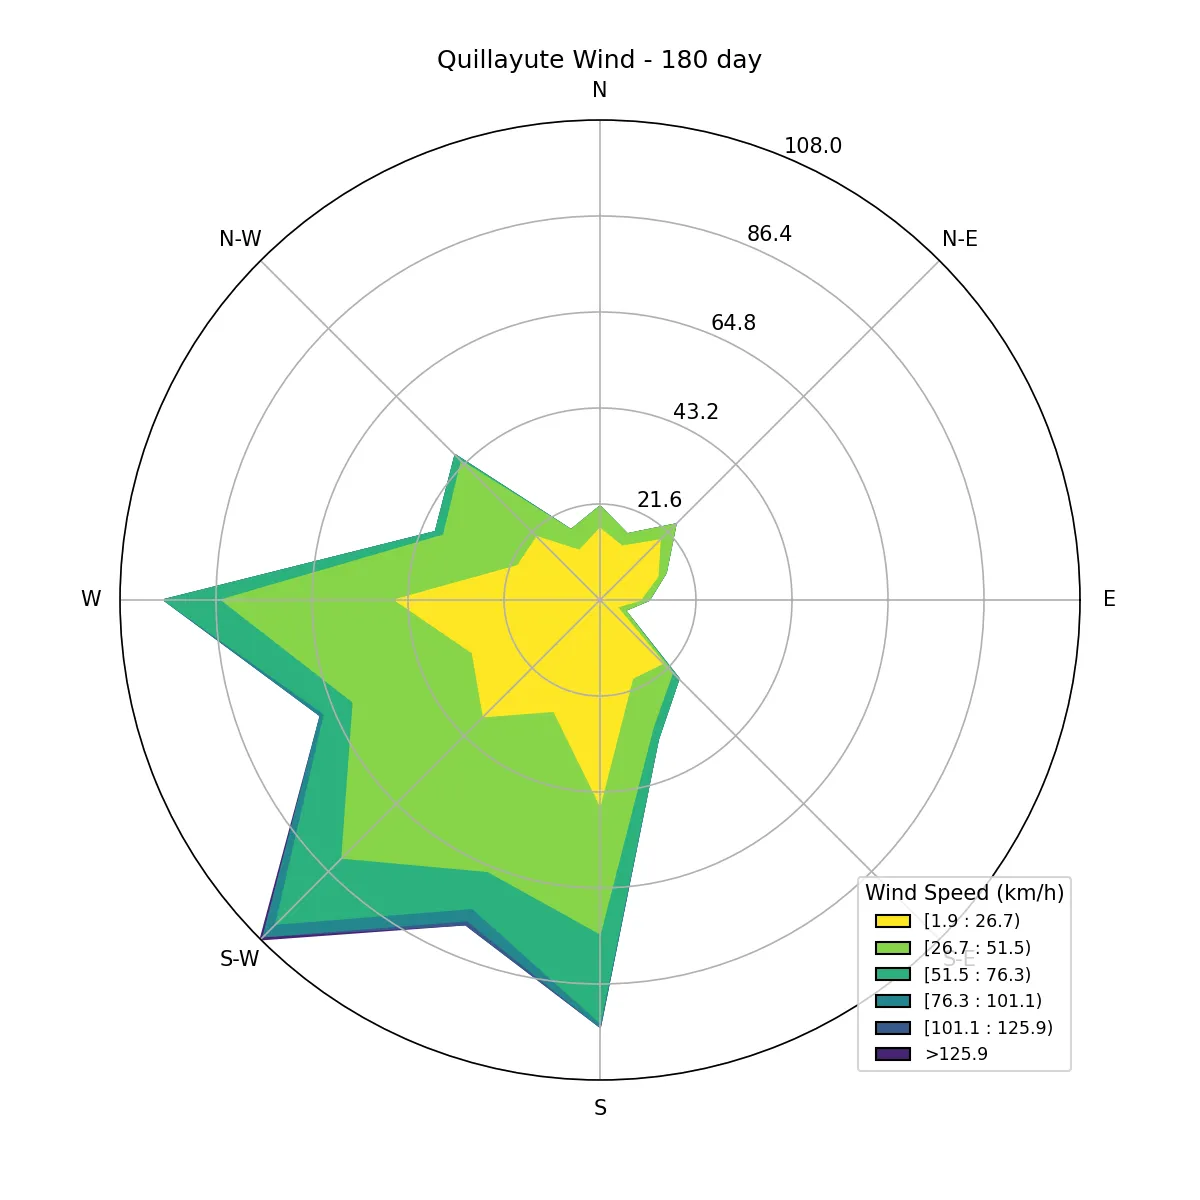 Quillayute Wind - 180 day
N
108.0
N-W
86.4
N-E
64.8
43.2
21.6
W
E
S-W
S-E
S
Wind Speed (km/h)
[1.9 : 26.7)
[26.7 : 51.5)
[51.5 : 76.3)
[76.3 : 101.1)
[101.1 : 125.9)
>125.9